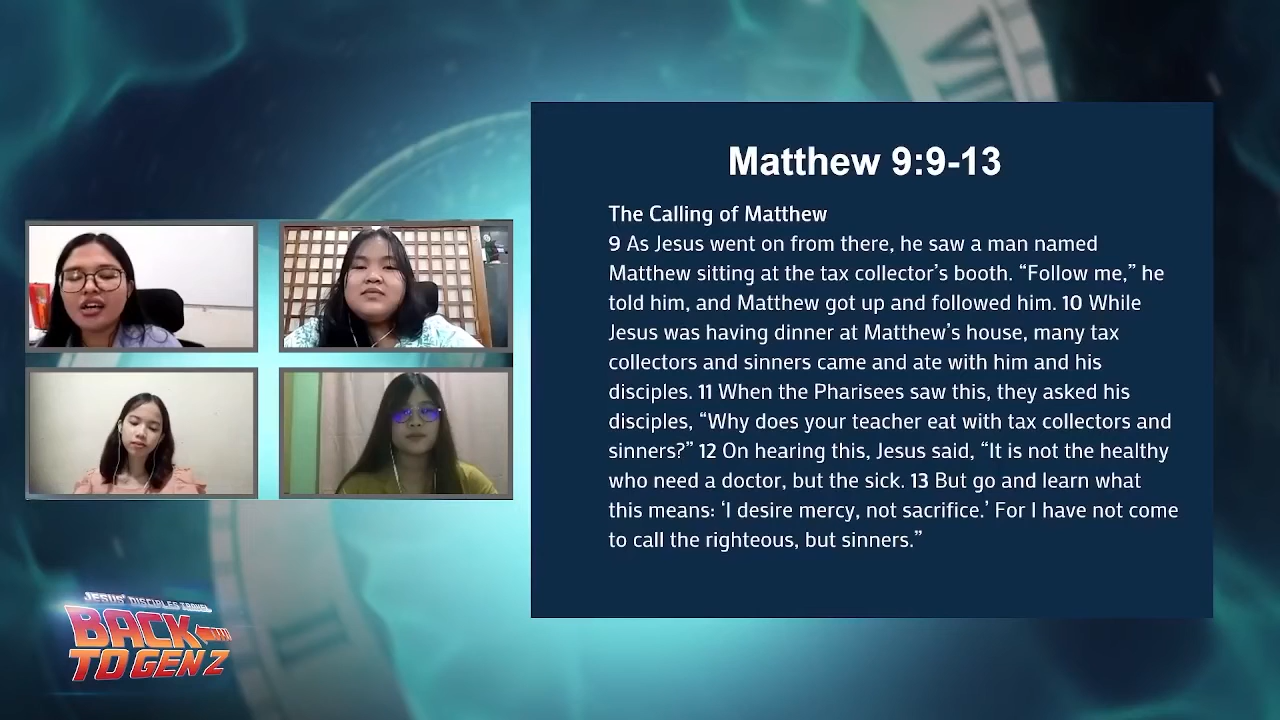 Matthew 9:9-13
The Calling of Matthew
9 As Jesus went on from there, he saw a man named
Matthew sitting at the tax collector’s booth. “Follow me,” he
told him, and Matthew got up and followed him. 10 While
Jesus was having dinner at Matthew’s house, many tax
collectors and sinners came and ate with him and his
disciples. 11 When the Pharisees saw this, they asked his
disciples, “Why does your teacher eat with tax collectors and
sinners?” 12 On hearing this, Jesus said, “It is not the healthy
who need a doctor, but the sick. 13 But go and learn what
this means: ‘I desire mercy, not sacrifice.’ For I have not come
to call the righteous, but sinners.”
JESUS' DISCIPLES TRAVEL
BACK
TO GEN Z